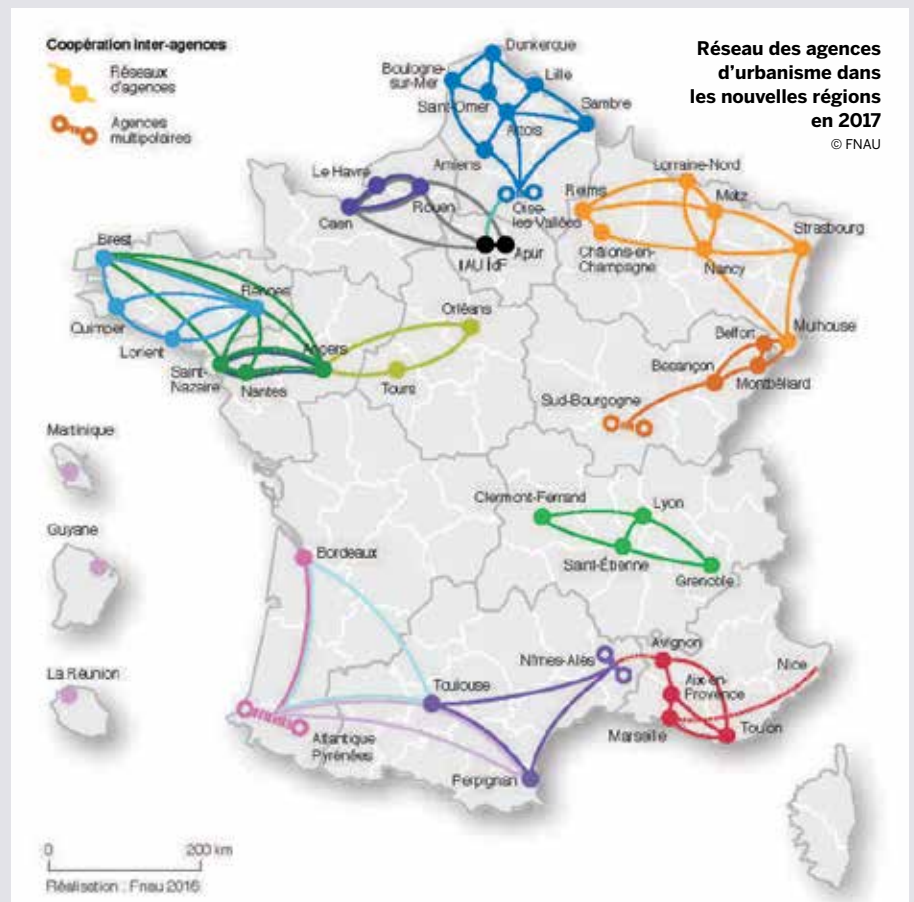 Coopération inter-agences
Réseaux
d'agences
Agences
multipolaires
Réseau des agences
d'urbanisme dans
les nouvelles régions
en 2017
© FNAU
Dunkerque
Boulogne-
sur-Mer
Lille
Saint-Omer
Sambre
Artois
Amiens
Le Havre
Rouen
Caen
Oise-
les-Vallées
IAU îdF
Apur
Lorraine-Nord
Reims
Metz
Strasbourg
Châlons-en-
Champagne
Nancy
Brest
Rennes
Quimper
Lorient
Orléans
Angers
Saint-
Nazaire
Nantes
Tours
Belfort
Mulhouse
Besançon
Montbéliard
Sud-Bourgogne
Martinique
Clermont-Ferrand
Lyon
Guyane
Bordeaux
Saint-Étienne
Grenoble
La Réunion
Nîmes-Alès
Avignon
Nice
Toulouse
Aix-en-
Provence
Atlantique
Pyrénées
Marseille
Toulon
Perpignan
0 200 km
Réalisation : Fnau 2016